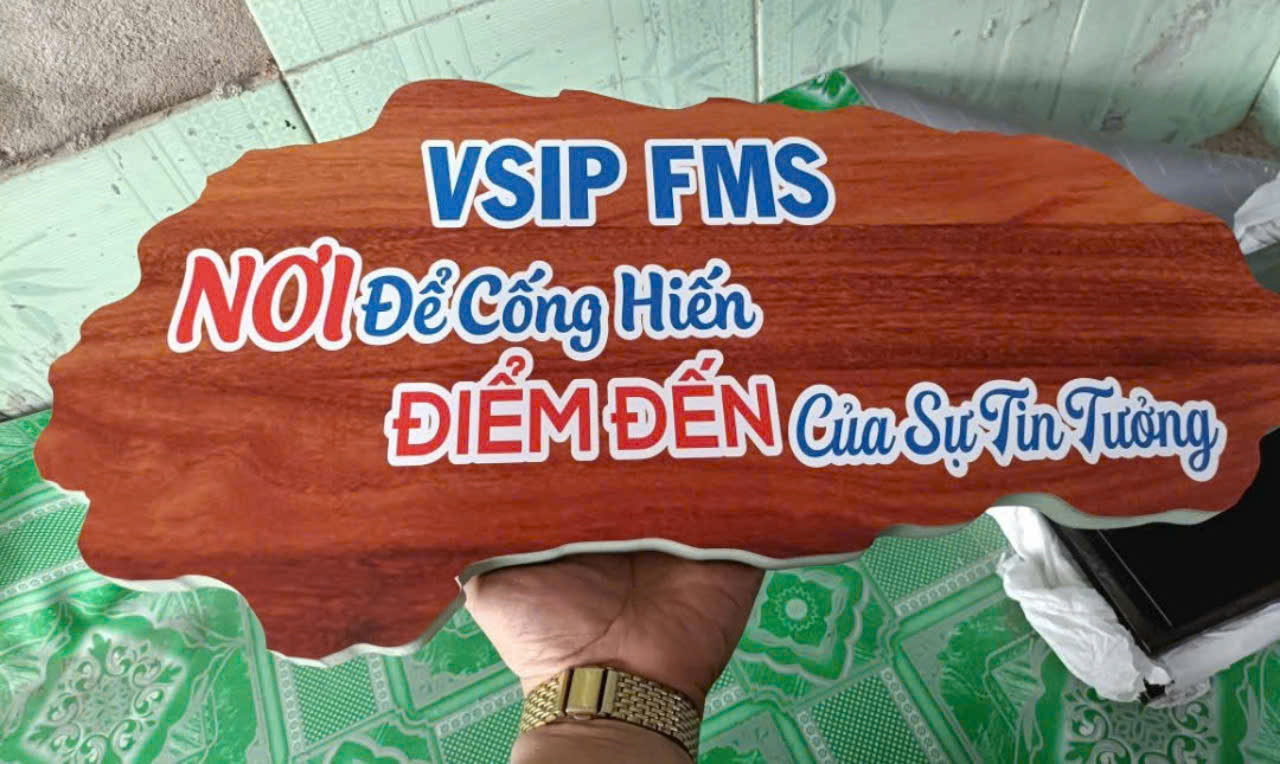 VSIP FMS
NƠI Để Cống Hiến
ĐIỂM ĐẾN Của Sự Tin Tưởng